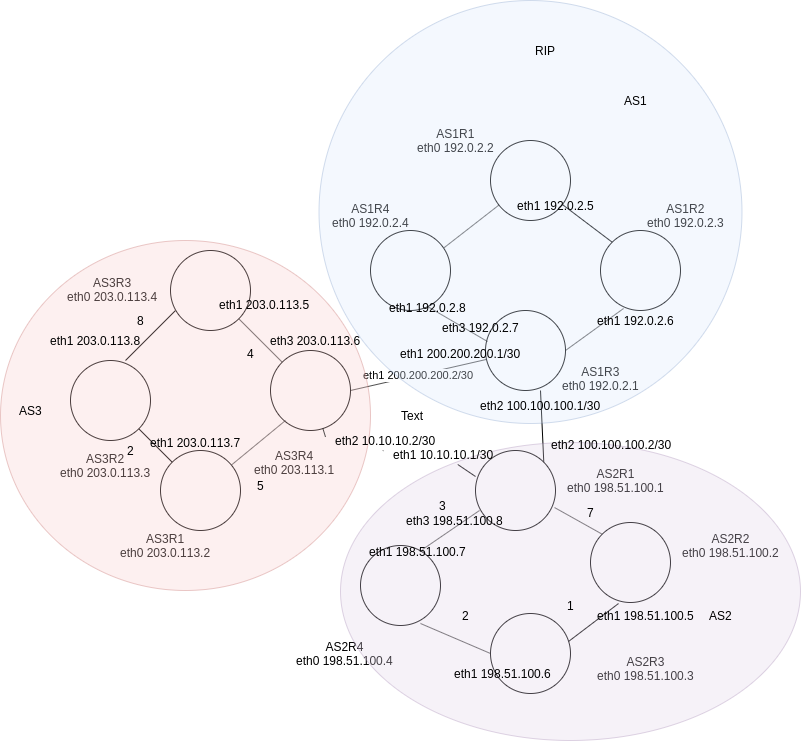 RIP
AS1
AS1R1
eth0 192.0.2.2
eth1 192.0.2.5
AS1R4
eth0 192.0.2.4
AS1R2
eth0 192.0.2.3
eth1 192.0.2.8
eth3 192.0.2.7
eth1 192.0.2.6
eth1 200.200.200.1/30
AS1R3
eth0 192.0.2.1
eth2 100.100.100.1/30
AS3R3
eth0 203.0.113.4
eth1 203.0.113.5
8
eth1 203.0.113.8
eth3 203.0.113.6
4
eth1 200.200.200.2/30
AS3
Text
eth1 203.0.113.7
2
eth2 10.10.10.2/30
AS3R2
eth0 203.0.113.3
AS3R4
eth0 203.0.113.1
5
AS3R1
eth0 203.0.113.2
eth2 100.100.100.2/30
eth1 10.10.10.1/30
AS2R1
eth0 198.51.100.1
3
eth3 198.51.100.8
7
AS2R2
eth0 198.51.100.2
eth1 198.51.100.7
1
2
eth1 198.51.100.5
AS2
AS2R4
eth0 198.51.100.4
eth1 198.51.100.6
AS2R3
eth0 198.51.100.3